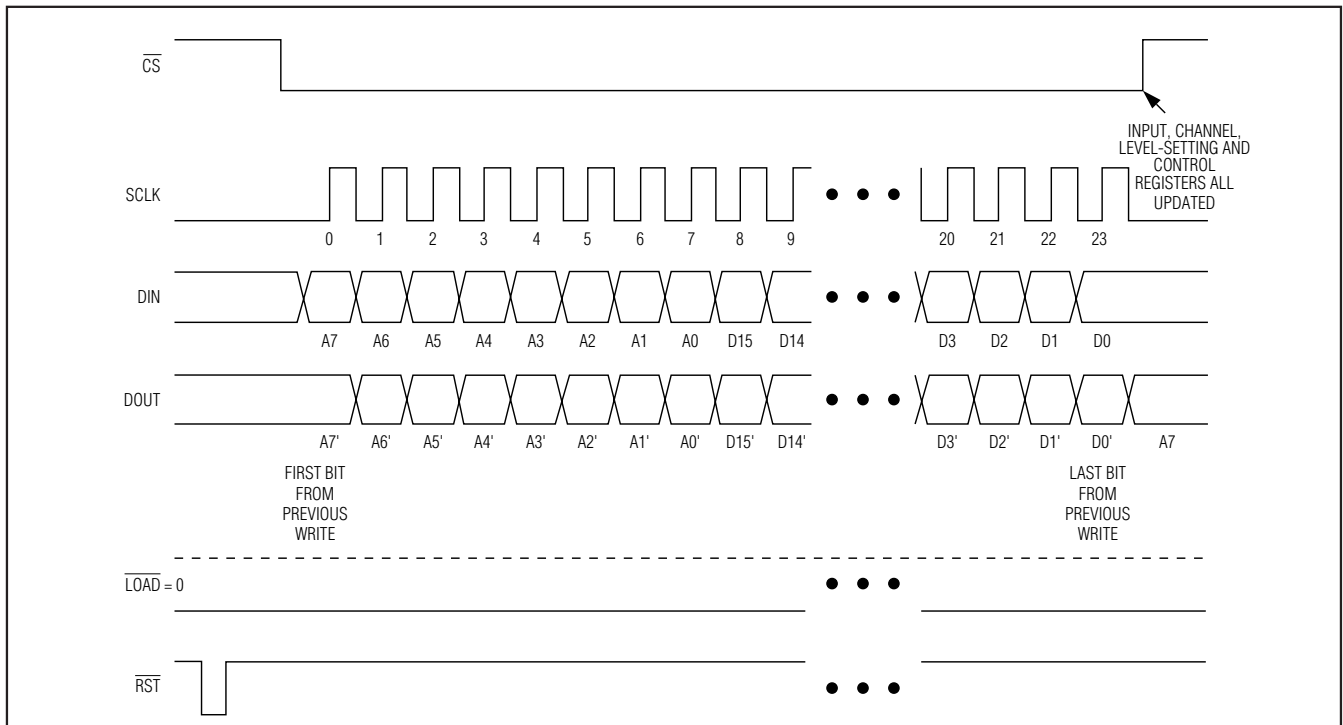 CS
INPUT, CHANNEL,
LEVEL-SETTING AND
CONTROL
REGISTERS ALL
UPDATED
SCLK
0 1 2 3 4 5 6 7 8 9 20 21 22 23
DIN
A7 A6 A5 A4 A3 A2 A1 A0 D15 D14 D3 D2 D1 D0
DOUT
A7' A6' A5' A4' A3' A2' A1' A0' D15' D14' D3' D2' D1' D0' A7
FIRST BIT
FROM
PREVIOUS
WRITE
LAST BIT
FROM
PREVIOUS
WRITE
LOAD = 0
RST